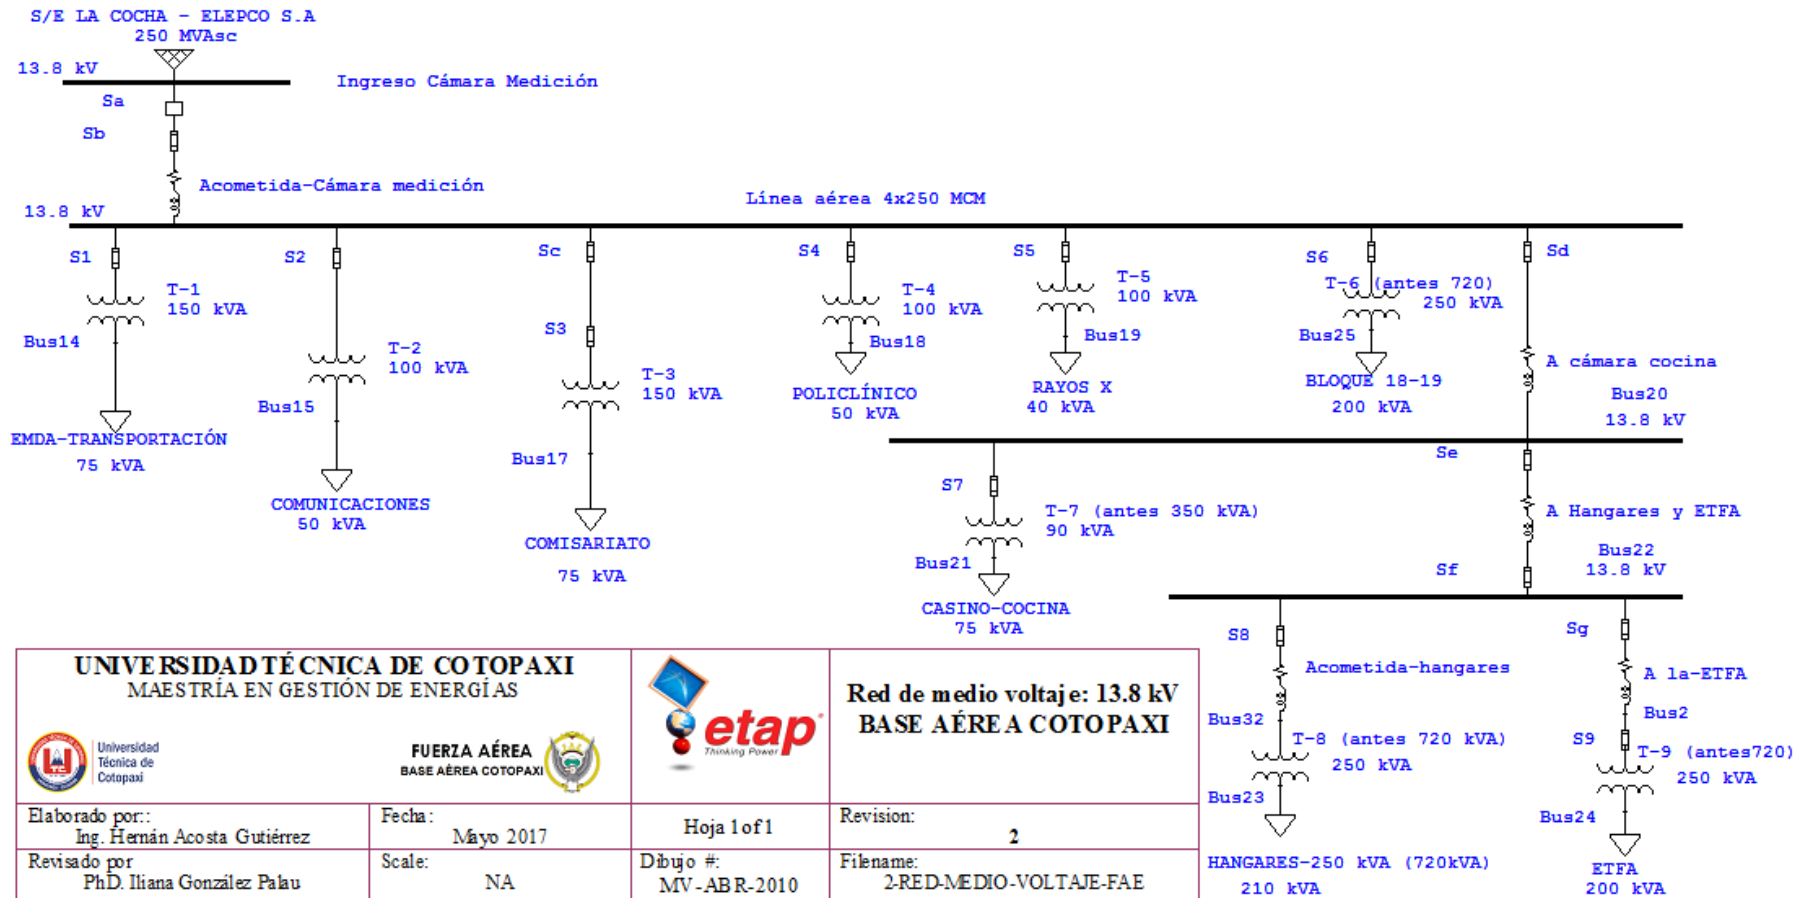 S/E LA COCHA - ELEPCO S.A
250 MVAsc
13.8 kV
Ingreso Cámara Medición
Sa
Sb
Acometida-Cámara medición
Línea aérea 4x250 MCM
13.8 kV
S1
T-1
150 kVA
Bus14
EMDA-TRANSPORTACIÓN
75 kVA
S2
T-2
100 kVA
Bus15
COMUNICACIONES
50 kVA
Sc
S3
T-3
150 kVA
Bus17
COMISARIATO
75 kVA
S4
T-4
100 kVA
Bus18
POLICLÍNICO
50 kVA
S5
T-5
100 kVA
Bus19
RAYOS X
40 kVA
S6
T-6 (antes 720)
250 kVA
Bus25
BLOQUE 18-19
200 kVA
Sd
A cámara cocina
Bus20
13.8 kV
S7
T-7 (antes 350 kVA)
90 kVA
Bus21
CASINO-COCINA
75 kVA
Se
A Hangares y ETFA
Bus22
13.8 kV
Sf
S8
Acometida-hangares
Bus32
T-8 (antes 720 kVA)
250 kVA
Bus23
HANGARES-250 kVA (720kVA)
210 kVA
Sg
A la-ETFA
Bus2
S9
T-9 (antes720)
250 kVA
Bus24
ETFA
200 kVA
UNIVERSIDAD TÉCNICA DE COTOPAXI
MAESTRÍA EN GESTIÓN DE ENERGÍAS
Universidad
Técnica de
Cotopaxi
FUERZA AÉREA
BASE AÉREA COTOPAXI
etap
Thinking Power
Red de medio voltaje: 13.8 kV
BASE AÉREA COTOPAXI
Elaborado por::
Ing. Hernán Acosta Gutiérrez
Fecha:
Mayo 2017
Hoja 1 of 1
Revision:
2
Revisado por
PhD. Iliana González Palau
Scale:
NA
Dibujo #:
MV-ABR-2010
Filename:
2-RED-MEDIO-VOLTAJE-FAE